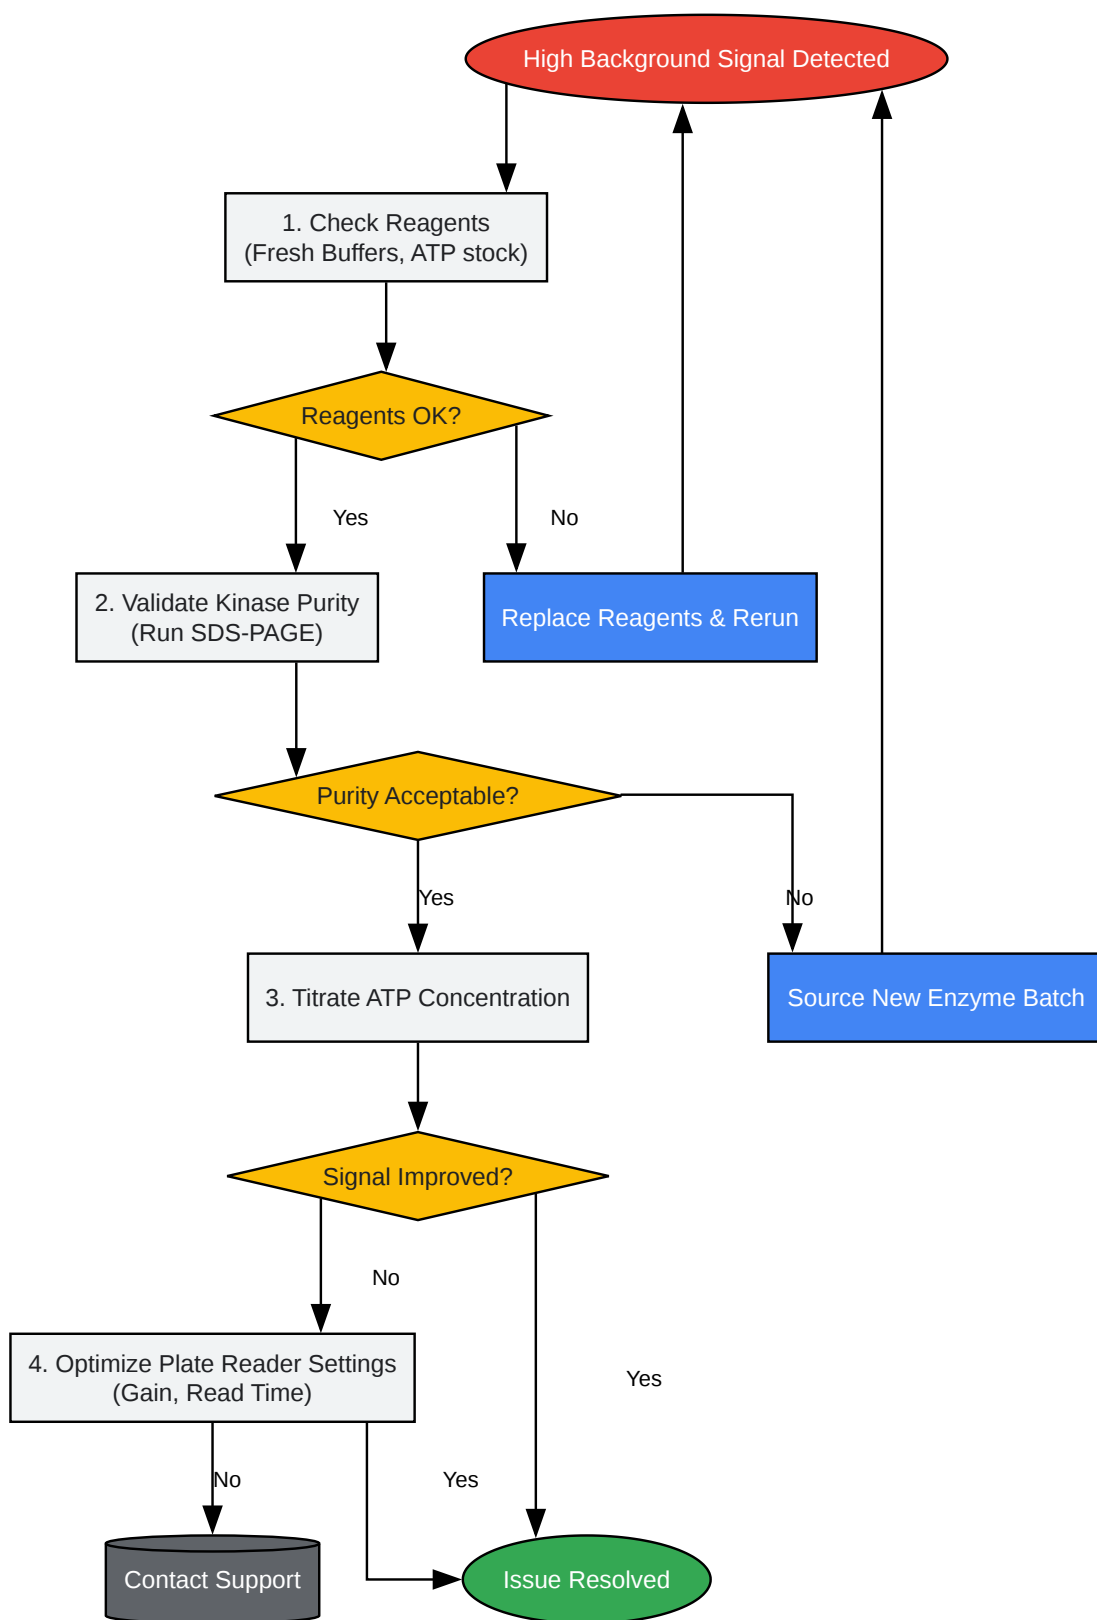 High Background Signal Detected
1. Check Reagents
(Fresh Buffers, ATP stock)
Reagents OK?
Yes
No
2. Validate Kinase Purity
(Run SDS-PAGE)
Replace Reagents & Rerun
Purity Acceptable?
Yes
No
3. Titrate ATP Concentration
Source New Enzyme Batch
Signal Improved?
No
4. Optimize Plate Reader Settings
(Gain, Read Time)
Yes
No
Yes
Contact Support
Issue Resolved